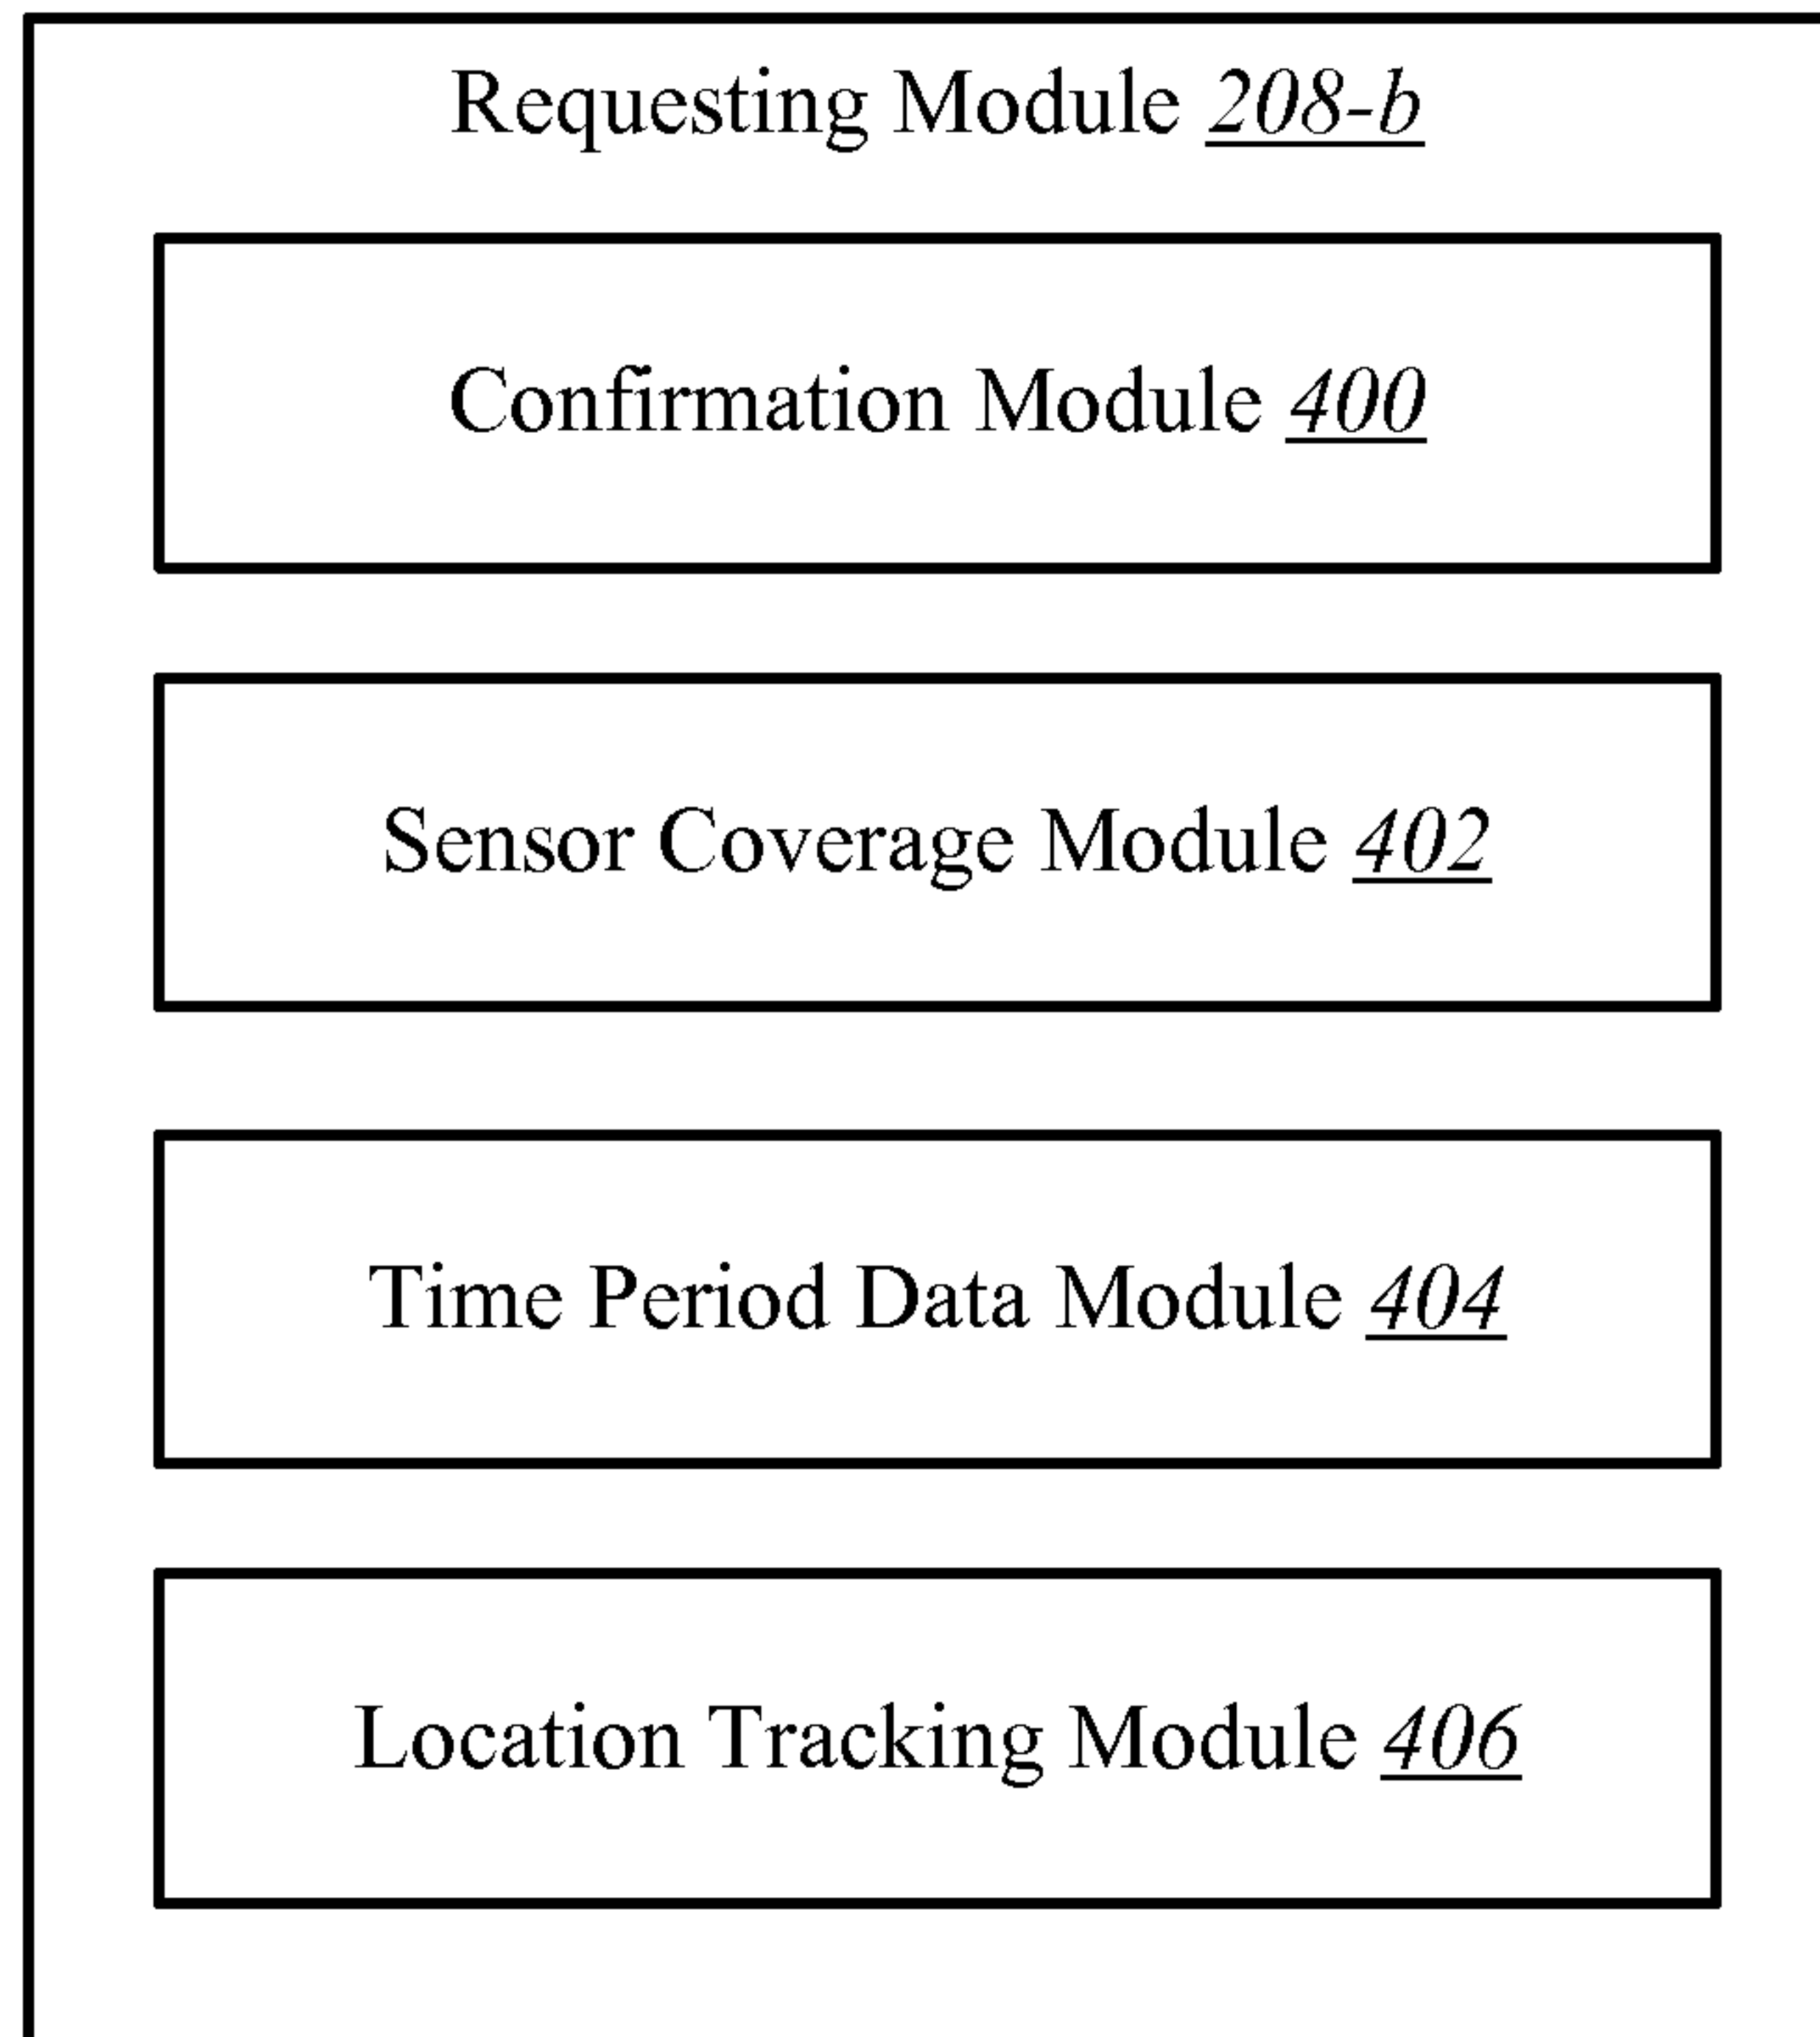 Requesting Module 208-b
Confirmation Module 400
Sensor Coverage Module 402
Time Period Data Module 404
Location Tracking Module 406